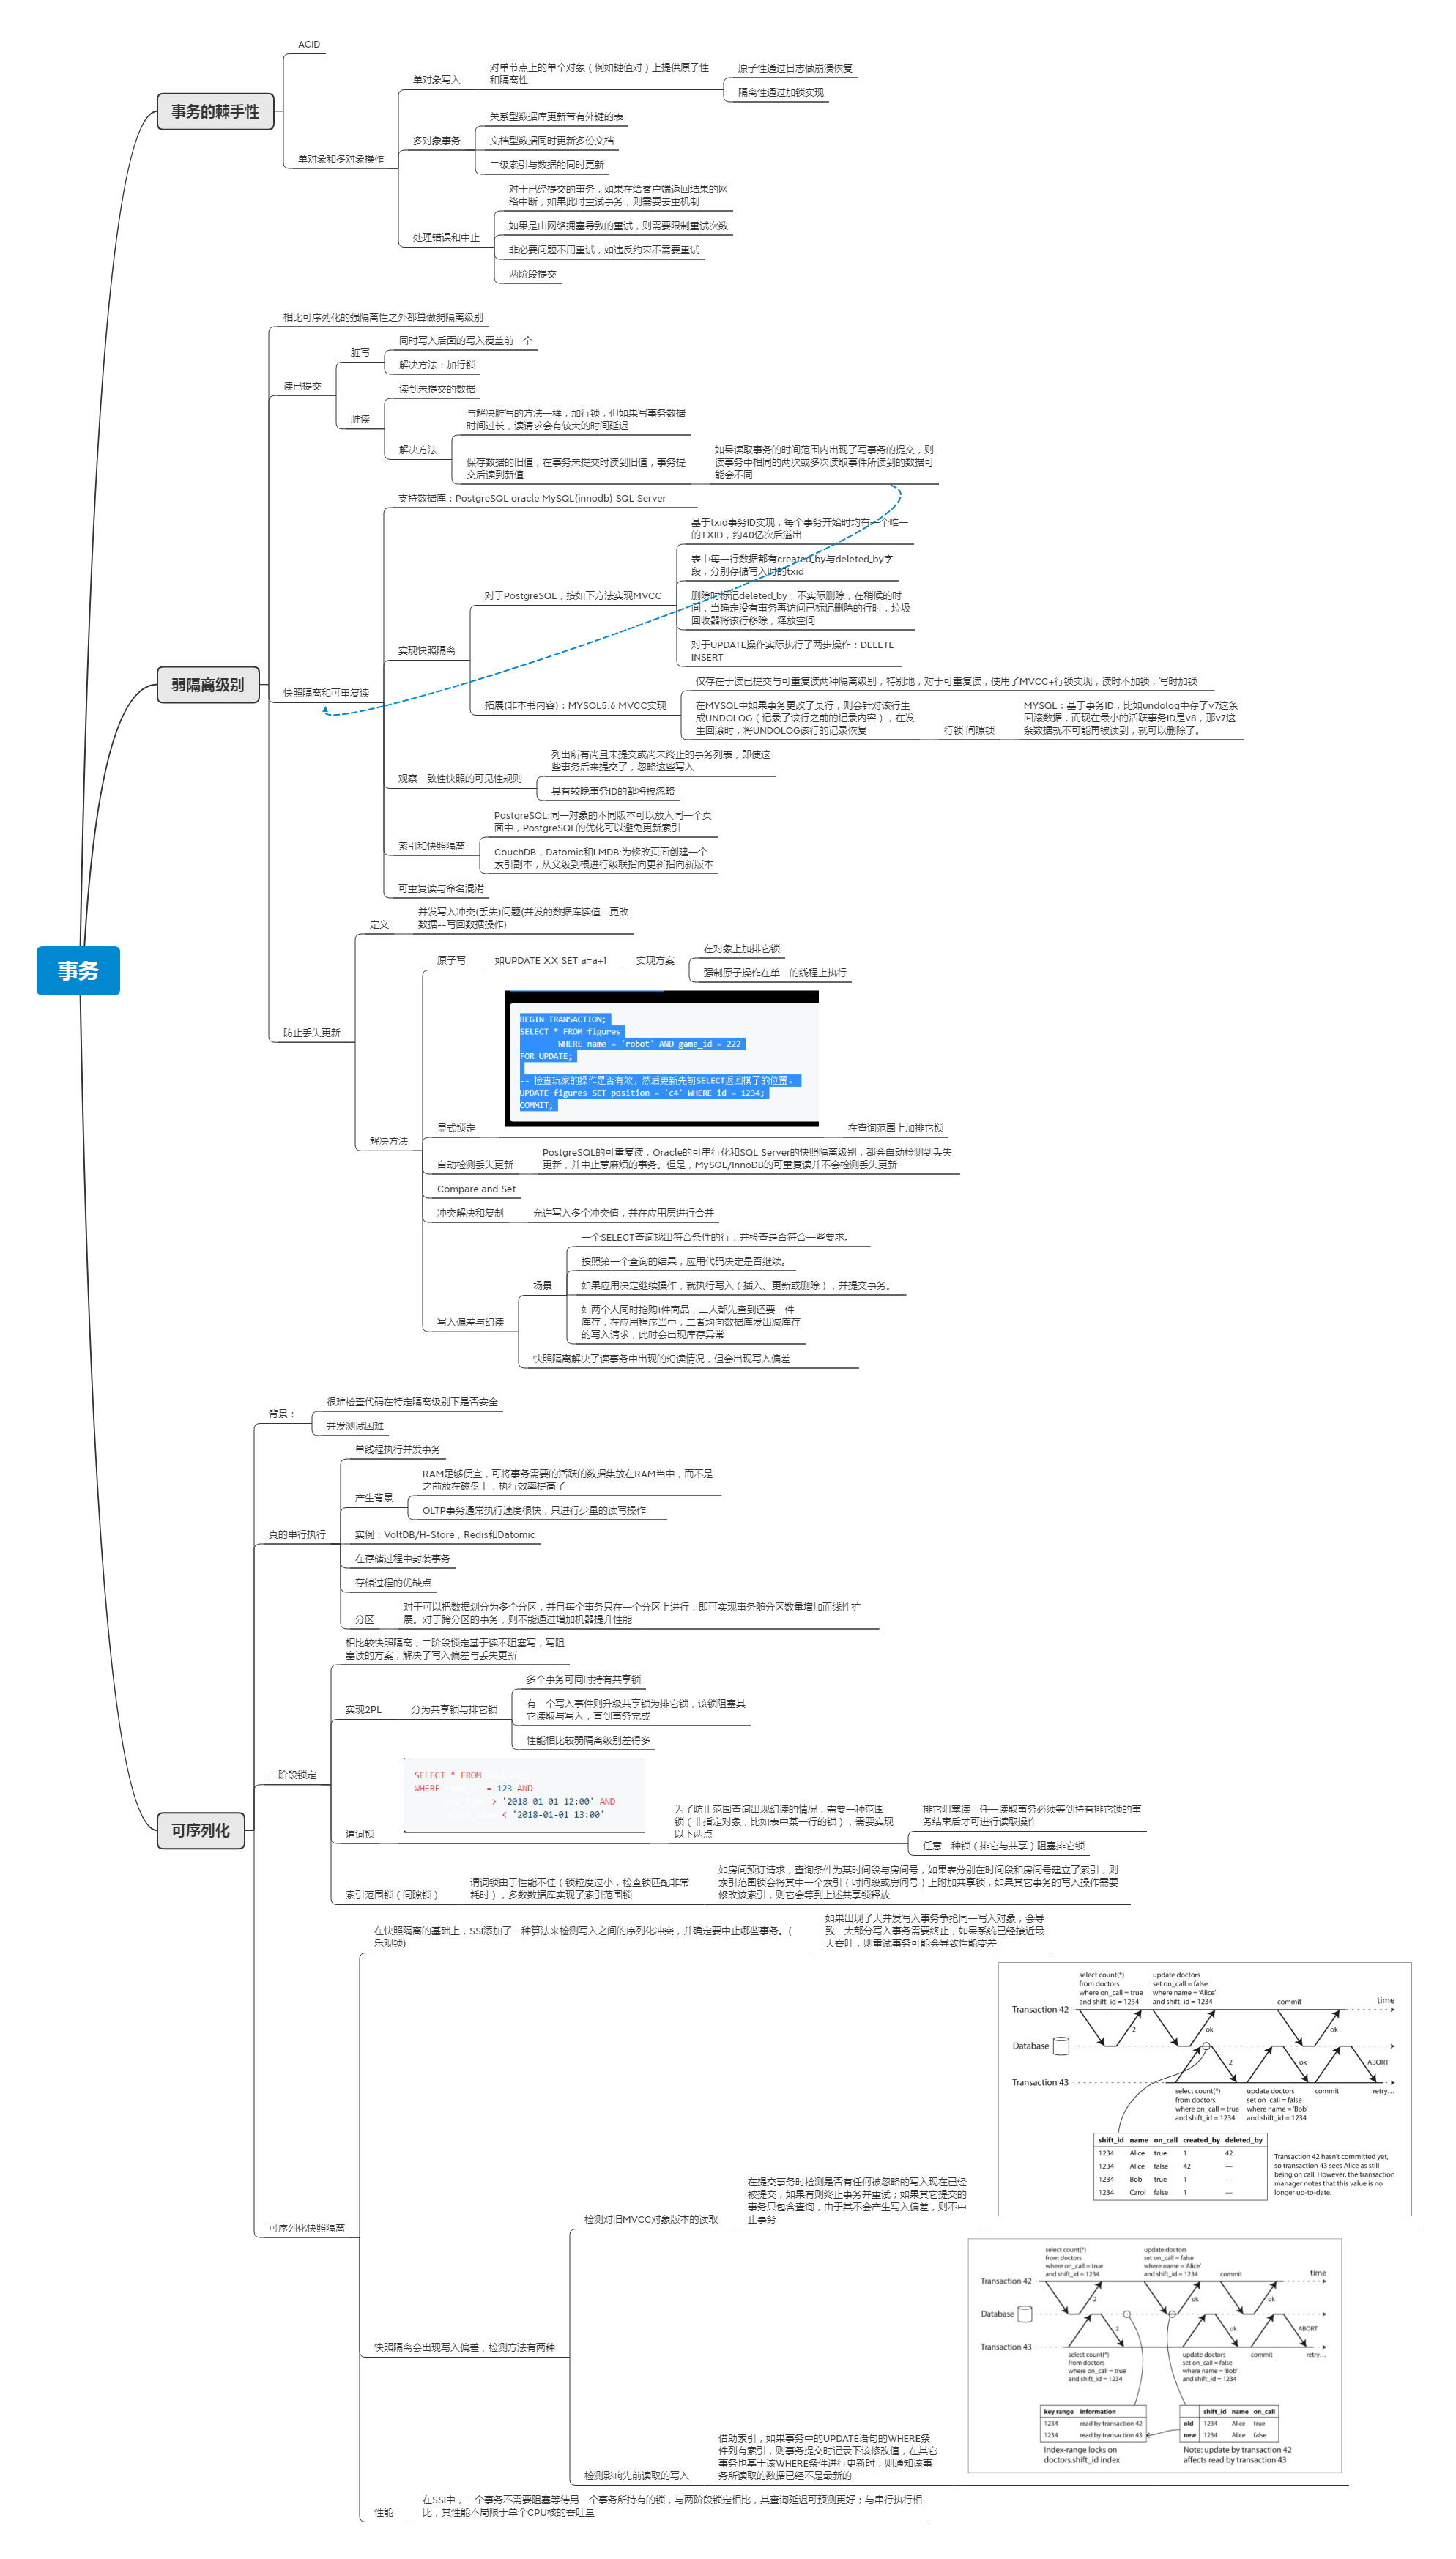 事务
事务的棘手性
ACID
单对象和多对象操作
单对象写入
对单节点上的单个对象（例如键值对）上提供原子性
和隔离性
原子性通过日志做崩溃恢复
隔离性通过加锁实现
多对象事务
关系型数据库更新带有外键的表
文档型数据同时更新多份文档
二级索引与数据的同时更新
处理错误和中止
对于已经提交的事务，如果在给客户端返回结果的网
络中断，如果此时重试事务，则需要去重机制
如果是由网络拥塞导致的重试，则需要限制重试次数
非必要问题不用重试，如违反约束不需要重试
两阶段提交
弱隔离级别
相比可序列化的强隔离性之外都算做弱隔离级别
读已提交
脏写
同时写入后面的写入覆盖前一个
解决方法：加行锁
脏读
读到未提交的数据
解决方法
与解决脏写的方法一样，加行锁，但如果写事务数据
时间过长，读请求会有较大的时间延迟
保存数据的旧值，在事务未提交时读到旧值，事务提
交后读到新值
如果读取事务的时间范围内出现了写事务的提交，则
读事务中相同的两次或多次读取事件所读到的数据可
能会不同
快照隔离和可重复读
支持数据库：PostgreSQL oracle MySQL(innodb) SQL Server
实现快照隔离
对于PostgreSQL，按如下方法实现MVCC
基于txid事务ID实现，每个事务开始时均有一个唯一
的TXID，约40亿次后溢出
表中每一行数据都有created_by与deleted_by字
段，分别存储写入时的txid
删除时标记deleted_by，不实际删除，在稍候的时
间，当确定没有事务再访问已标记删除的行时，垃圾
回收器将该行移除，释放空间
对于UPDATE操作实际执行了两步操作：DELETE
INSERT
拓展(非本书内容)：MYSQL5.6 MVCC实现
仅存在于读已提交与可重复读两种隔离级别，特别地，对于可重复读，使用了MVCC+行锁实现，读时不加锁，写时加锁
在MYSQL中如果事务更改了某行，则会针对该行生
成UNDOLOG（记录了该行之前的记录内容），在发
生回滚时，将UNDOLOG该行的记录恢复
行锁 间隙锁
MYSQL：基于事务ID，比如undolog中存了v7这条
回滚数据，而现在最小的活跃事务ID是v8，那v7这
条数据就不可能再被读到，就可以删除了。
观察一致性快照的可见性规则
列出所有尚且未提交或尚未终止的事务列表，即使这
些事务后来提交了，忽略这些写入
具有较晚事务ID的都将被忽略
索引和快照隔离
PostgreSQL:同一对象的不同版本可以放入同一个页
面中，PostgreSQL的优化可以避免更新索引
CouchDB，Datomic和LMDB:为修改页面创建一个
索引副本，从父级到根进行级联指向更新指向新版本
可重复读与命名混淆
防止丢失更新
定义
并发写入冲突(丢失)问题(并发的数据库读值--更改
数据--写回数据操作)
解决方法
原子写
如UPDATE XX SET a=a+1
实现方案
在对象上加排它锁
强制原子操作在单一的线程上执行
显式锁定
BEGIN TRANSACTION;
SELECT * FROM figures
WHERE name = 'robot' AND game_id = 222
FOR UPDATE;
-- 检查玩家的操作是否有效，然后更新先前SELECT返回棋子的位置。
UPDATE figures SET position = 'c4' WHERE id = 1234;
COMMIT;
在查询范围上加排它锁
自动检测丢失更新
PostgreSQL的可重复读，Oracle的可串行化和SQL Server的快照隔离级别，都会自动检测到丢失
更新，并中止惹麻烦的事务。但是，MySQL/InnoDB的可重复读并不会检测丢失更新
Compare and Set
冲突解决和复制
允许写入多个冲突值，并在应用层进行合并
写入偏差与幻读
场景
一个SELECT查询找出符合条件的行，并检查是否符合一些要求。
按照第一个查询的结果，应用代码决定是否继续。
如果应用决定继续操作，就执行写入（插入、更新或删除），并提交事务。
如两个人同时抢购1件商品，二人都先查到还要一件
库存，在应用程序当中，二者均向数据库发出减库存
的写入请求，此时会出现库存异常
快照隔离解决了读事务中出现的幻读情况，但会出现写入偏差
可序列化
背景：
很难检查代码在特定隔离级别下是否安全
并发测试困难
真的串行执行
单线程执行并发事务
产生背景
RAM足够便宜，可将事务需要的活跃的数据集放在RAM当中，而不是
之前放在磁盘上，执行效率提高了
OLTP事务通常执行速度很快，只进行少量的读写操作
实例：VoltDB/H-Store，Redis和Datomic
在存储过程中封装事务
存储过程的优缺点
分区
对于可以把数据划分为多个分区，并且每个事务只在一个分区上进行，即可实现事务随分区数量增加而线性扩
展。对于跨分区的事务，则不能通过增加机器提升性能
二阶段锁定
相比较快照隔离，二阶段锁定基于读不阻塞写，写阻
塞读的方案，解决了写入偏差与丢失更新
实现2PL
分为共享锁与排它锁
多个事务可同时持有共享锁
有一个写入事件则升级共享锁为排它锁，该锁阻塞其
它读取与写入，直到事务完成
性能相比较弱隔离级别差得多
谓词锁
SELECT * FROM
WHERE = 123 AND
> '2018-01-01 12:00' AND
< '2018-01-01 13:00'
为了防止范围查询出现幻读的情况，需要一种范围
锁（非指定对象，比如表中某一行的锁），需要实现
以下两点
排它锁塞读--任一读取事务必须等到持有排它锁的事
务结束后才可进行读取操作
任意一种锁（排它与共享）阻塞排它锁
索引范围锁（间隙锁）
谓词锁由于性能不佳（锁粒度过小，检查锁匹配非常
耗时），多数数据库实现了索引范围锁
如房间预订请求，查询条件为某时间段与房间号，如果表分别在时间段和房间号建立了索引，则
索引范围锁会将其中一个索引（时间段或房间号）上附加共享锁，如果其它事务的写入操作需要
修改该索引，则它会等到上述共享锁释放
可序列化快照隔离
在快照隔离的基础上，SSI添加了一种算法来检测写入之间的序列化冲突，并确定要中止哪些事务。(
乐观锁)
如果出现了大并发写入事务争抢同一写入对象，会导
致一大部分写入事务需要终止，如果系统已经接近最
大吞吐，则重试事务可能会导致性能变差
快照隔离会出现写入偏差，检测方法有两种
检测对旧MVCC对象版本的读取
在提交事务时检测是否有任何被忽略的写入现在已经
被提交，如果有则终止事务并重试；如果其它提交的
事务只包含查询，由于其不会产生写入偏差，则不中
止事务
select count(*)
from doctors
where on_call = true
and shift_id = 1234
update doctors
set on_call = false
where name = 'Alice'
and shift_id = 1234
commit
time
Transaction 42
2
ok
ok
Database
2
ok
ABORT
Transaction 43
select count(*)
from doctors
where on_call = true
and shift_id = 1234
update doctors
set on_call = false
where name = 'Bob'
and shift_id = 1234
commit
retry…
shift_id name on_call created_by deleted_by
1234 Alice true 1 42
1234 Alice false 42 —
1234 Bob true 1 —
1234 Carol false 1 —
Transaction 42 hasn't committed yet,
so transaction 43 sees Alice as still
being on call. However, the transaction
manager notes that this value is no
longer up-to-date.
检测影响先前读取的写入
借助索引，如果事务中的UPDATE语句的WHERE条
件列有索引，则事务提交时记录下该修改值，在其它
事务也基于该WHERE条件进行更新时，则通知该事
务所读取的数据已经不是最新的
select count(*)
from doctors
where on_call = true
and shift_id = 1234
update doctors
set on_call = false
where name = 'Alice'
and shift_id = 1234
commit
time
Transaction 42
2
ok
ok
Database
2
ok
ABORT
Transaction 43
select count(*)
from doctors
where on_call = true
and shift_id = 1234
update doctors
set on_call = false
where name = 'Bob'
and shift_id = 1234
commit
retry…
key range information
1234 read by transaction 42
1234 read by transaction 43
Index-range locks on
doctors.shift_id index
shift_id name on_call
old 1234 Alice true
new 1234 Alice false
Note: update by transaction 42
affects read by transaction 43
性能
在SSI中，一个事务不需要阻塞等待另一个事务所持有的锁，与两阶段锁定相比，其查询延迟可预测更好；与串行执行相
比，其性能不局限于单个CPU核的吞吐量